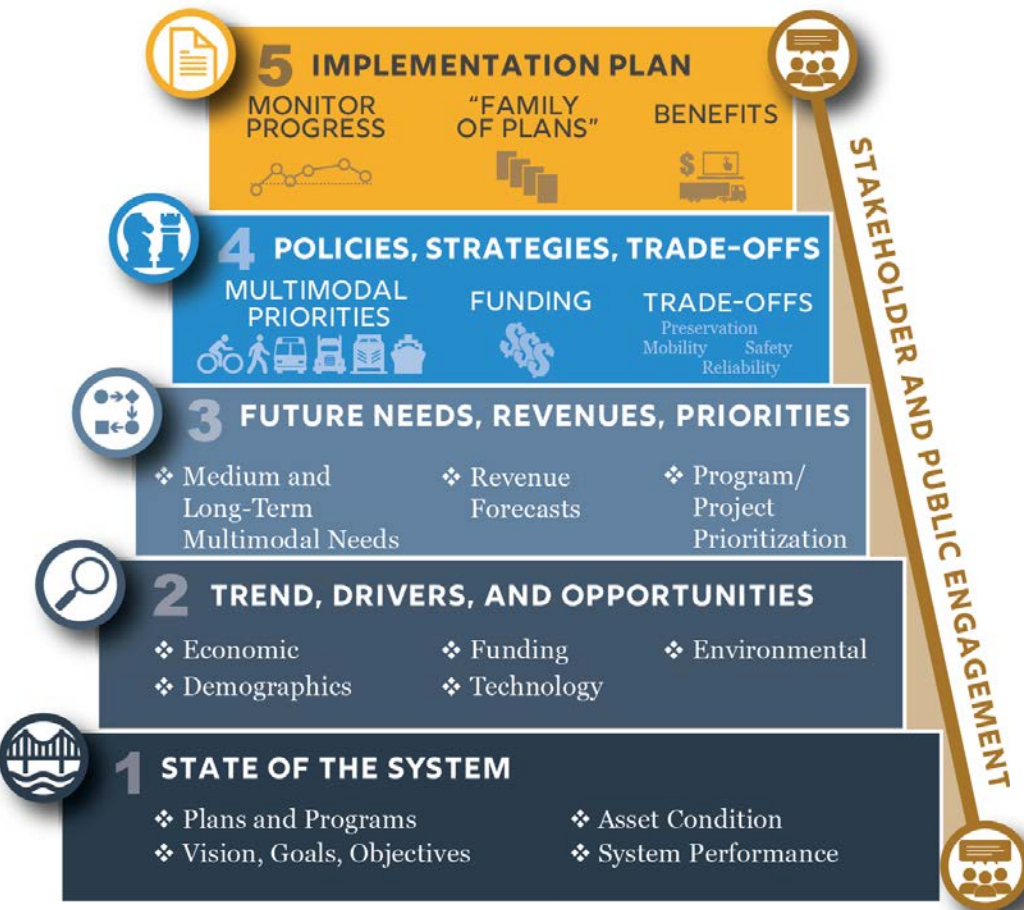 5 IMPLEMENTATION PLAN
MONITOR
PROGRESS
“FAMILY
OF PLANS”
BENEFITS
$
4 POLICIES, STRATEGIES, TRADE-OFFS
MULTIMODAL
PRIORITIES
FUNDING
$$$
TRADE-OFFS
Preservation
Mobility Safety
Reliability
3 FUTURE NEEDS, REVENUES, PRIORITIES
❖ Medium and
Long-Term
Multimodal Needs
❖ Revenue
Forecasts
❖ Program/
Project
Prioritization
2 TREND, DRIVERS, AND OPPORTUNITIES
❖ Economic
❖ Demographics
❖ Funding
❖ Technology
❖ Environmental
1 STATE OF THE SYSTEM
❖ Plans and Programs
❖ Vision, Goals, Objectives
❖ Asset Condition
❖ System Performance
STAKEHOLDER AND PUBLIC ENGAGEMENT